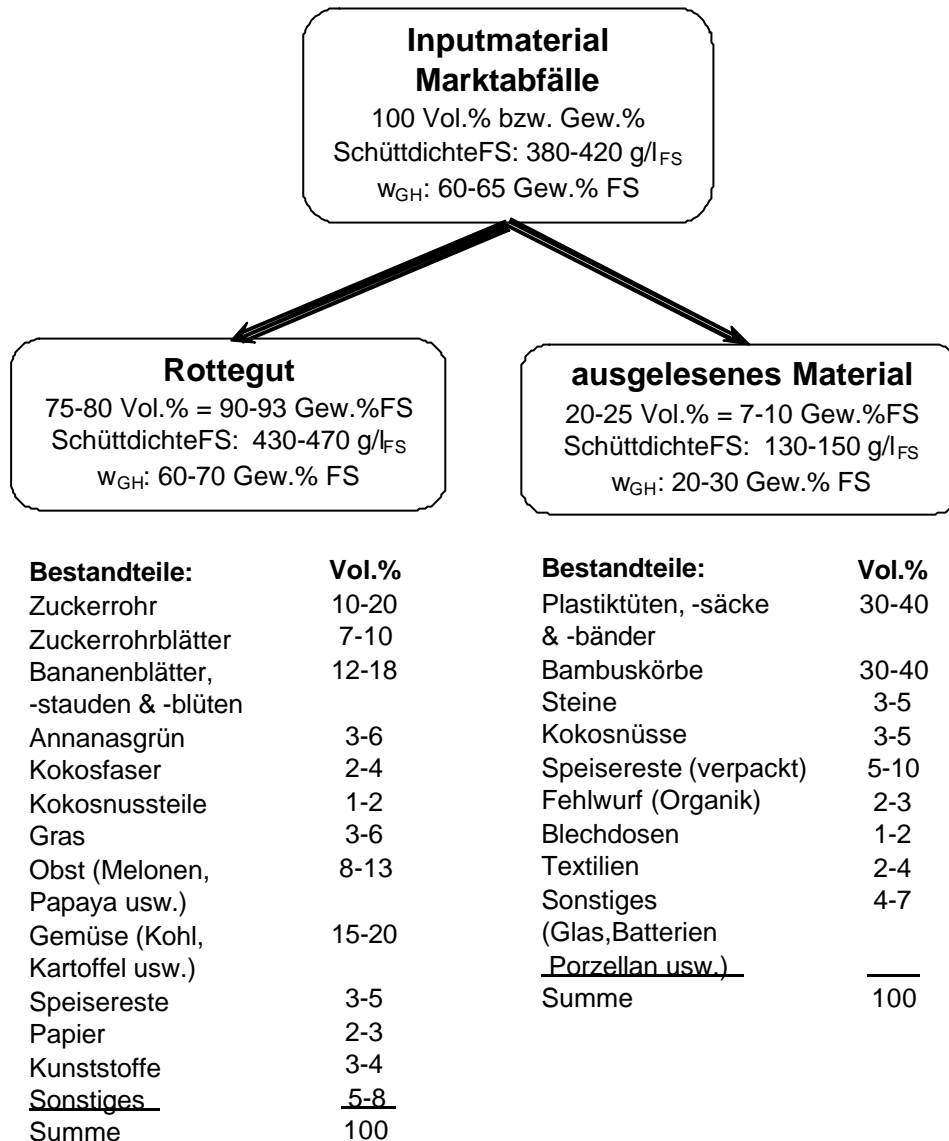 Inputmaterial
Marktabfälle
100 Vol.% bzw. Gew.%
SchüttdichteFS: 380-420 g/lFS
wGH: 60-65 Gew.% FS
Rottegut
75-80 Vol.% = 90-93 Gew.%FS
SchüttdichteFS: 430-470 g/lFS
wGH: 60-70 Gew.% FS
ausgelesenes Material
20-25 Vol.% = 7-10 Gew.%FS
SchüttdichteFS: 130-150 g/lFS
wGH: 20-30 Gew.% FS
Bestandteile: Vol.%
Zuckerrohr 10-20
Zuckerrohrblätter 7-10
Bananenblätter, 12-18
-stauden & -blüten
Annanasgrün 3-6
Kokosfaser 2-4
Kokosnussteile 1-2
Gras 3-6
Obst (Melonen, 8-13
Papaya usw.)
Gemüse (Kohl, 15-20
Kartoffel usw.)
Speisereste 3-5
Papier 2-3
Kunststoffe 3-4
Sonstiges 5-8
Summe 100
Bestandteile: Vol.%
Plastiktüten, -säcke 30-40
& -bänder
Bambuskörbe 30-40
Steine 3-5
Kokosnüsse 3-5
Speisereste (verpackt) 5-10
Fehlwurf (Organik) 2-3
Blechdosen 1-2
Textilien 2-4
Sonstiges 4-7
(Glas,Batterien
Porzellan usw.)
Summe 100